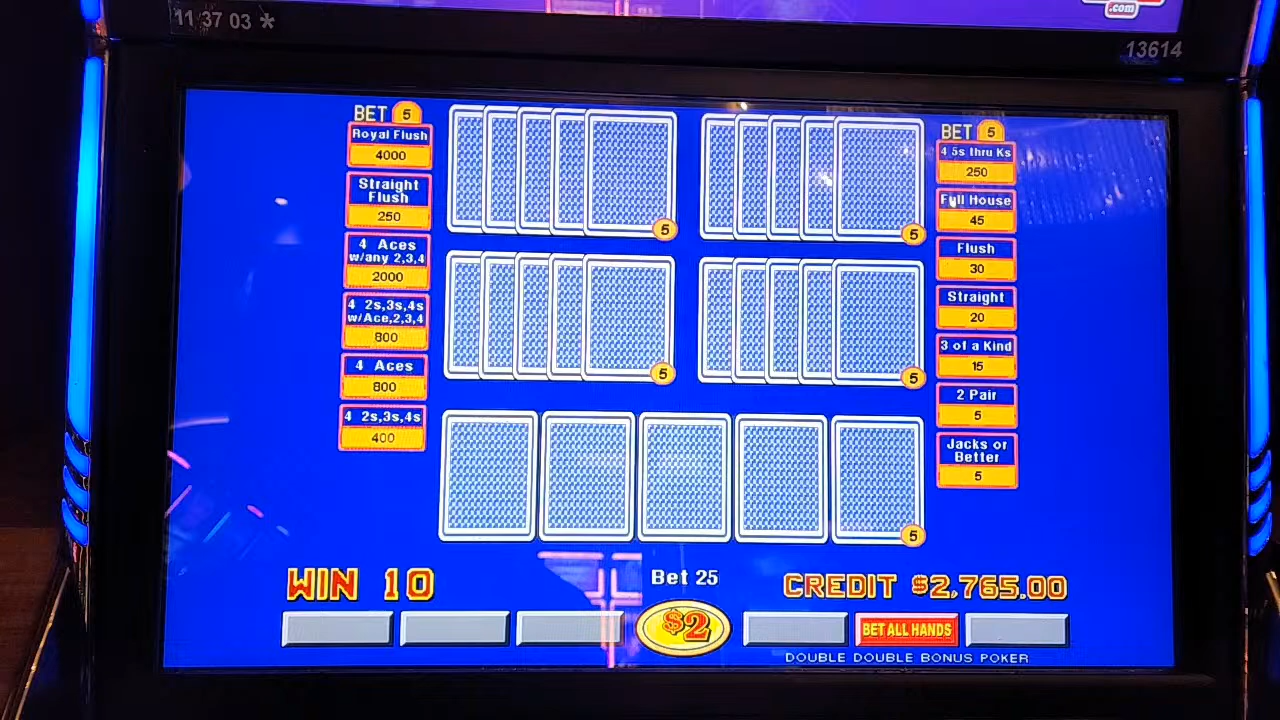 .com
11 37 03 *
13614
BET 5
Royal Flush
4000
Straight
Flush
250
4 Aces
w/any 2,3,4
2000
4 2s,3s,4s
w/Ace,2,3,4
800
4 Aces
800
4 2s,3s,4s
400
5
5
5
5
5
BET 5
4 5s thru Ks
250
Full House
45
Flush
30
Straight
20
3 of a Kind
15
2 Pair
5
Jacks or
Better
5
WIN 10
Bet 25
CREDIT $2,765.00
$2
BET ALL HANDS
DOUBLE DOUBLE BONUS POKER